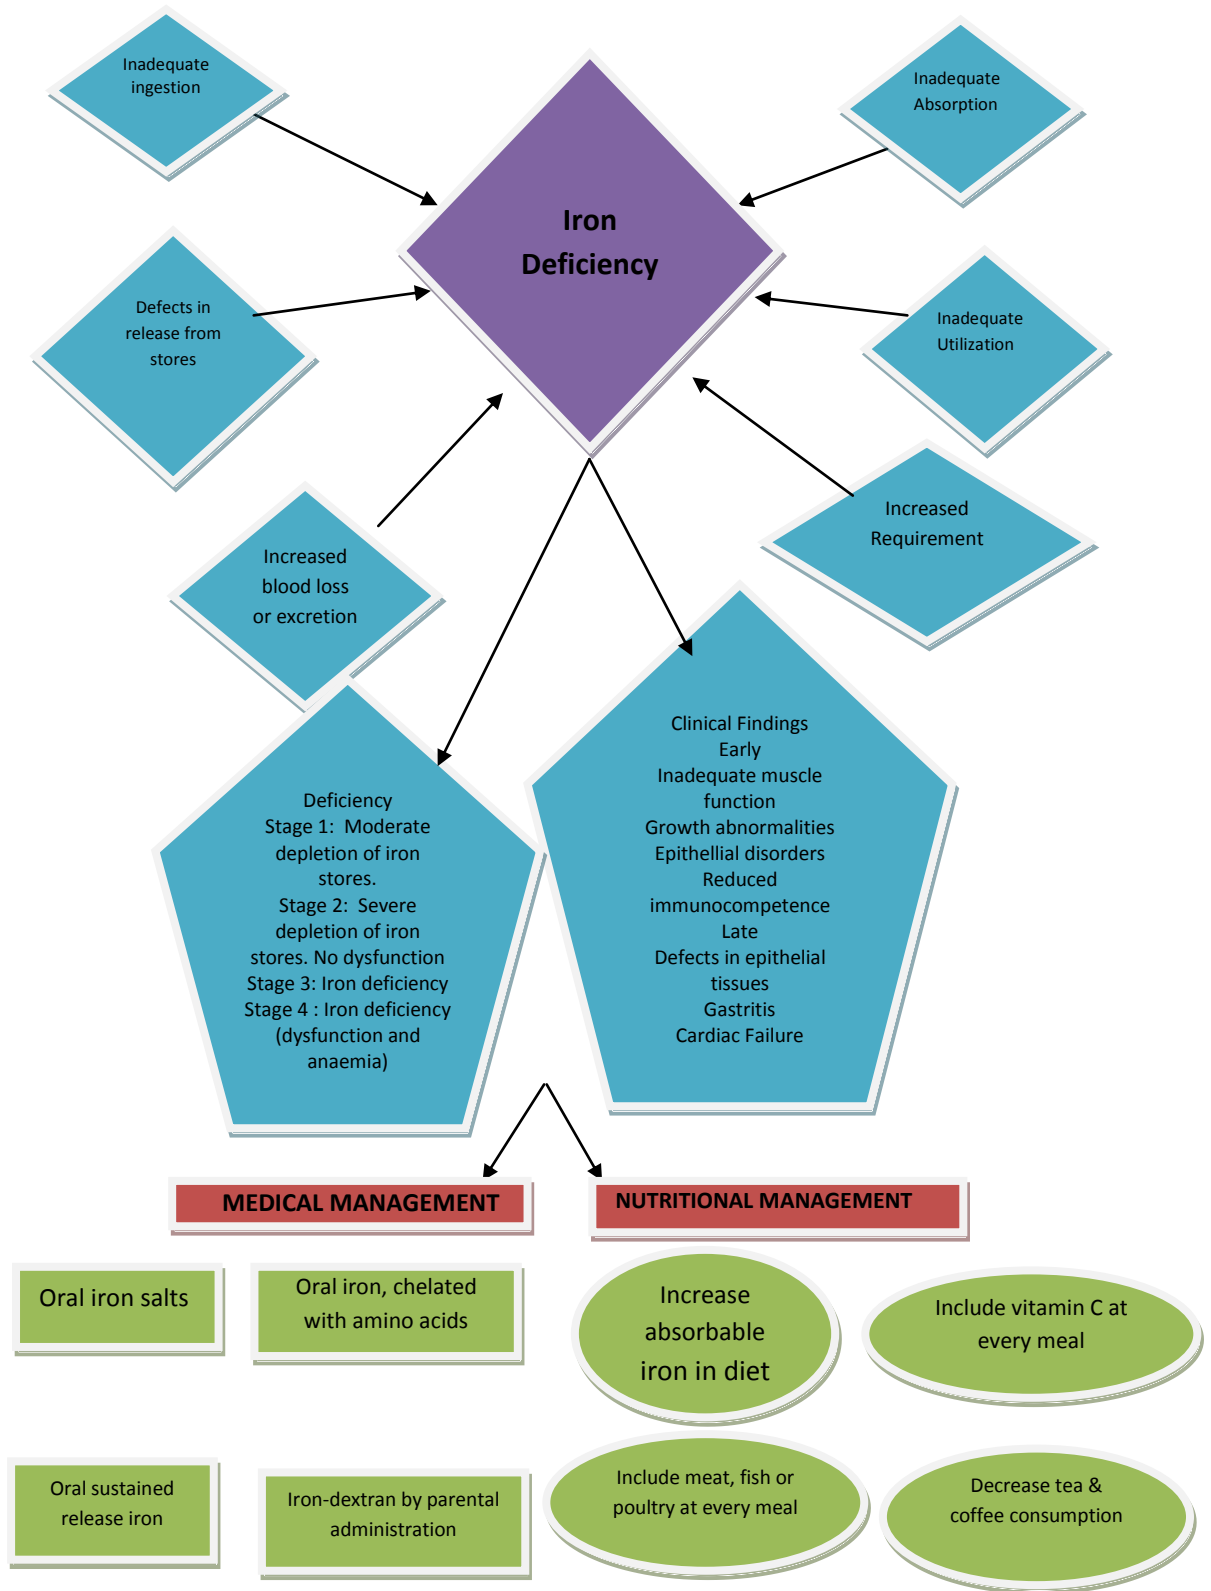 Inadequate
ingestion
Inadequate
Absorption
Iron
Deficiency
Defects in
release from
stores
Inadequate
Utilization
Increased
Requirement
Increased
blood loss
or excretion
Clinical Findings
Early
Inadequate muscle
function
Growth abnormalities
Epithellial disorders
Reduced
immunocompetence
Late
Defects in epithelial
tissues
Gastritis
Cardiac Failure
Deficiency
Stage 1:  Moderate
depletion of iron
stores.
Stage 2:  Severe
depletion of iron
stores. No dysfunction
Stage 3: Iron deficiency
Stage 4 : Iron deficiency
(dysfunction and
anaemia)
MEDICAL MANAGEMENT
NUTRITIONAL MANAGEMENT
Oral iron salts
Oral iron, chelated
with amino acids
Increase
absorbable
iron in diet
Include vitamin C at
every meal
Oral sustained
release iron
Iron-dextran by parental
administration
Include meat, fish or
poultry at every meal
Decrease tea &
coffee consumption